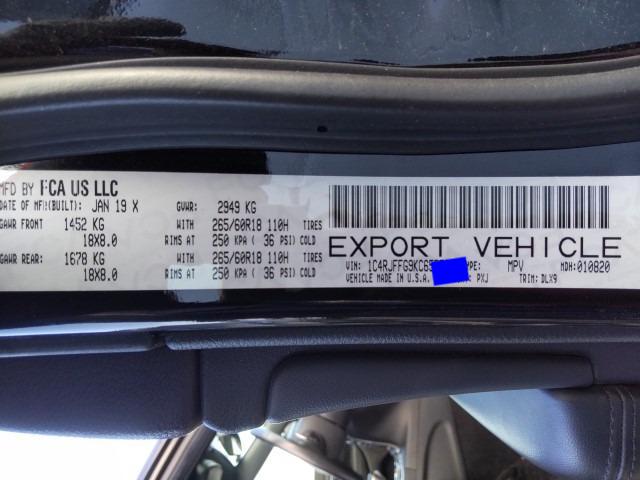 MFD BY FCA US LLC
DATE OF MFR(BUILT): JAN 19 X GVWR: 2949 KG
GAWR FRONT 1452 KG WITH 265/60R18 110H TIRES
18X8.0 RIMS AT 250 KPA ( 36 PSI) COLD
GAWR REAR: 1678 KG WITH 265/60R18 110H TIRES
18X8.0 RIMS AT 250 KPA ( 36 PSI) COLD
EXPORT VEHICLE
VIN: 1C4RJFFG9KC65 TYPE: MPV MDH:010820
VEHICLE MADE IN U.S.A. PXJ TRIM: DLX9